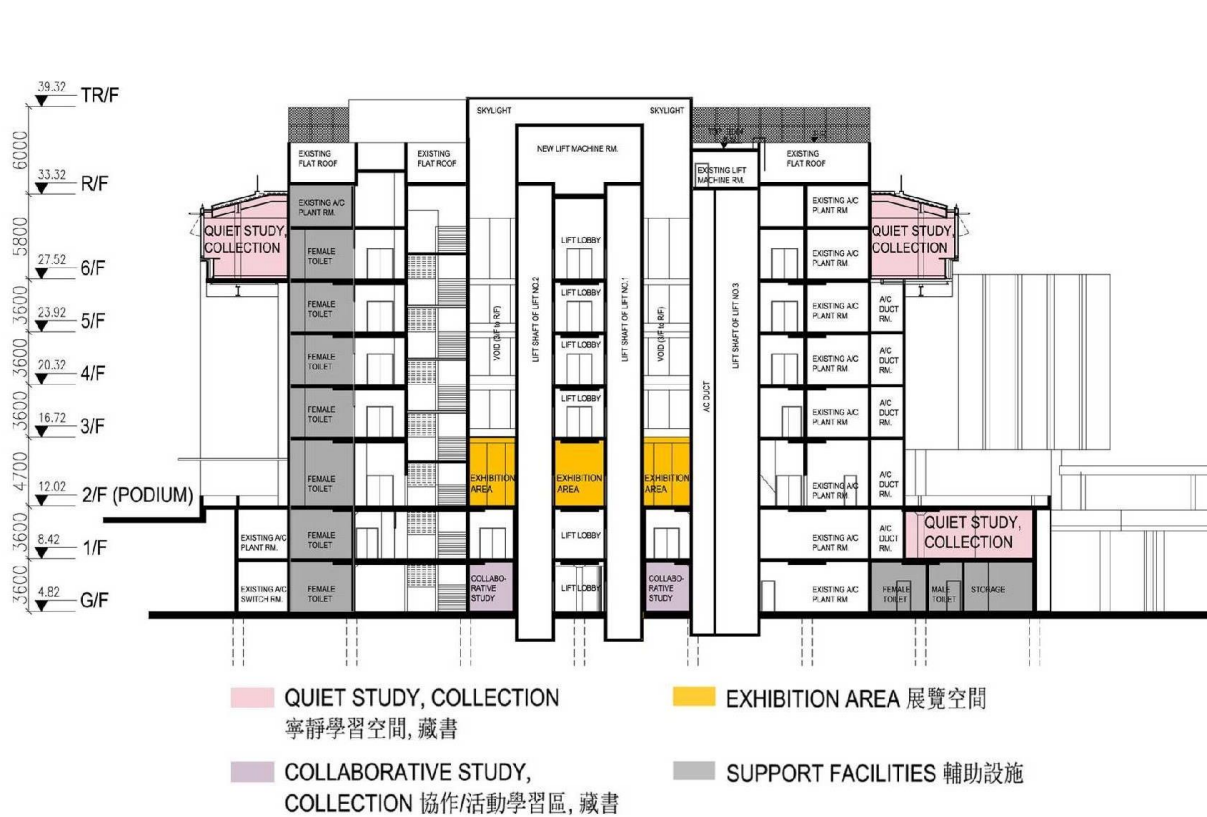 39.32 TR/F
SKYLIGHT SKYLIGHT
6000
EXISTING FLAT ROOF
EXISTING FLAT ROOF
NEW LIFT MACHINE RM.
EXISTING LIFT MACHINE RM.
EXISTING FLAT ROOF
33.32 R/F
5800
EXISTING A/C PLANT RM.
EXISTING A/C PLANT RM.
QUIET STUDY, COLLECTION
FEMALE TOILET
LIFT LOBBY
EXISTING A/C PLANT RM.
QUIET STUDY, COLLECTION
27.52 6/F
3600
FEMALE TOILET
VOID (3/F to R/F)
LIFT SHAFT OF LIFT NO.2
LIFT LOBBY
LIFT SHAFT OF LIFT NO.1
VOID (3/F to R/F)
LIFT SHAFT OF LIFT NO.3
EXISTING A/C PLANT RM.
A/C DUCT RM.
23.92 5/F
3600
FEMALE TOILET
LIFT LOBBY
AC DUCT
EXISTING A/C PLANT RM.
A/C DUCT RM.
20.32 4/F
3600
FEMALE TOILET
LIFT LOBBY
EXISTING A/C PLANT RM.
A/C DUCT RM.
16.72 3/F
4700
FEMALE TOILET
EXHIBITION AREA
EXHIBITION AREA
EXHIBITION AREA
EXISTING A/C PLANT RM.
A/C DUCT RM.
12.02 2/F (PODIUM)
3600
EXISTING A/C PLANT RM.
FEMALE TOILET
LIFT LOBBY
EXISTING A/C PLANT RM.
A/C DUCT RM.
QUIET STUDY, COLLECTION
8.42 1/F
3600
EXISTING A/C SWITCH RM.
FEMALE TOILET
COLLABO-RATIVE STUDY
LIFT LOBBY
COLLABO-RATIVE STUDY
EXISTING A/C PLANT RM.
FEMALE TOILET
MALE TOILET
STORAGE
4.82 G/F
QUIET STUDY, COLLECTION
寧靜學習空間, 藏書
EXHIBITION AREA 展覽空間
COLLABORATIVE STUDY,
COLLECTION 協作/活動學習區, 藏書
SUPPORT FACILITIES 輔助設施